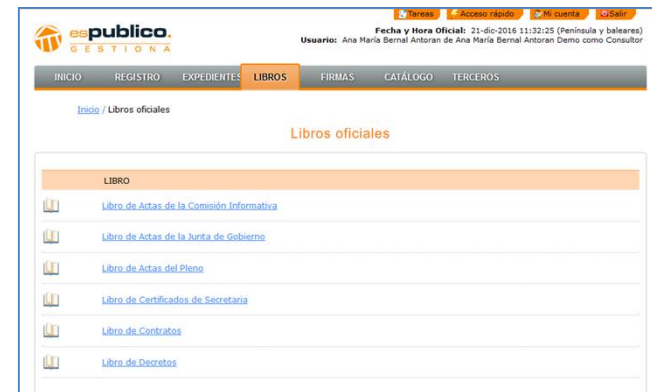 Tareas Acceso rápido Mi cuenta Salir
espublico.
GESTIONA
Fecha y Hora Oficial: 21-dic-2016 11:32:25 (Península y baleares)
Usuario: Ana María Bernal Antoran de Ana María Bernal Antoran Demo como Consultor
INICIO REGISTRO EXPEDIENTES LIBROS FIRMAS CATÁLOGO TERCEROS
Inicio / Libros oficiales
Libros oficiales
LIBRO
Libro de Actas de la Comisión Informativa
Libro de Actas de la Junta de Gobierno
Libro de Actas del Pleno
Libro de Certificados de Secretaria
Libro de Contratos
Libro de Decretos